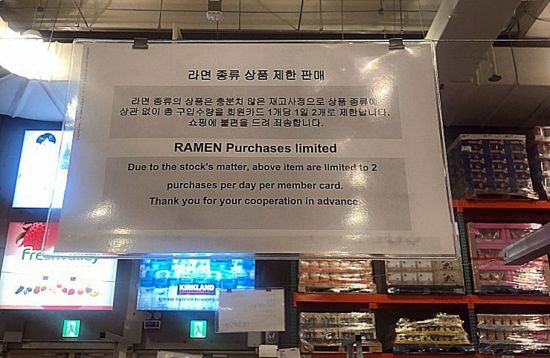 라면 종류 상품 제한 판매
라면 종류의 상품은 충분치 않은 재고사정으로 상품 종류에
상관 없이 총 구입수량을 회원카드 1개당 1일 2개로 제한합니다.
쇼핑에 불편을 드려 죄송합니다.
RAMEN Purchases limited
Due to the stock's matter, above item are limited to 2
purchases per day per member card.
Thank you for your cooperation in advance
KIRKLAND